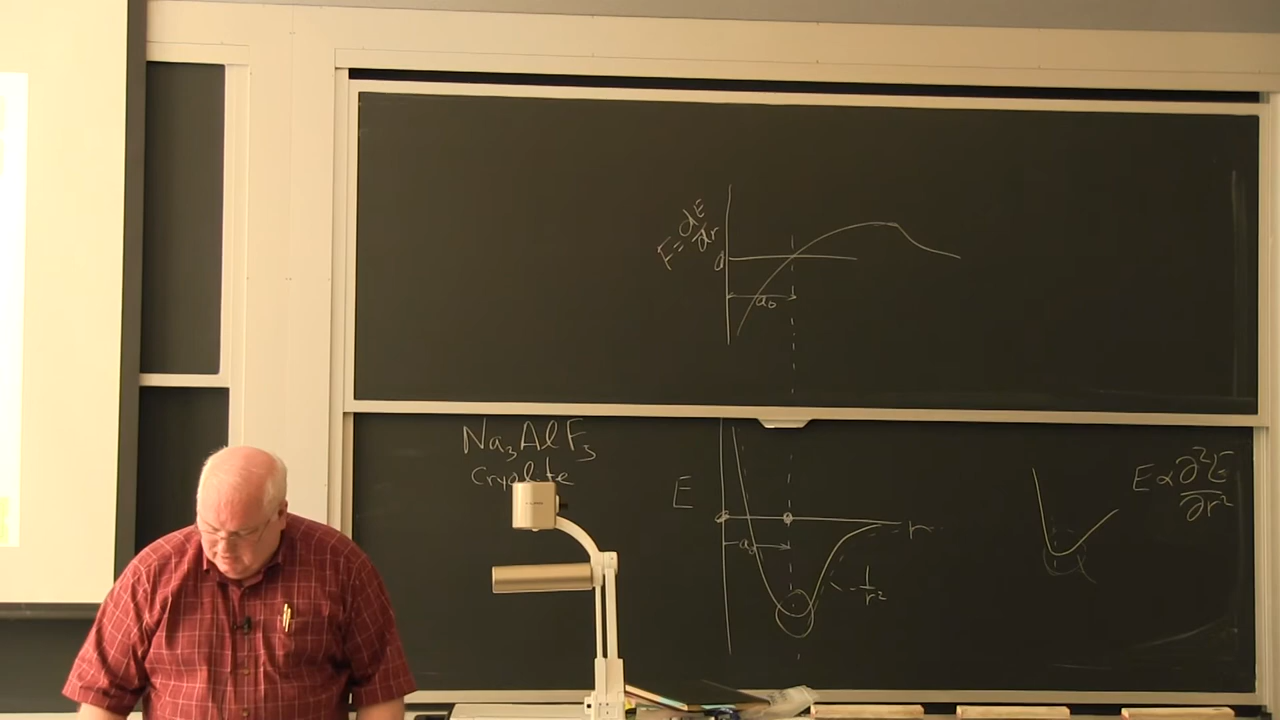 F = dE/dr
0
a₀
Na₃AlF₃
Cryolite
E
r
a₀
-1/r²
E ∝ ∂²E/∂r²